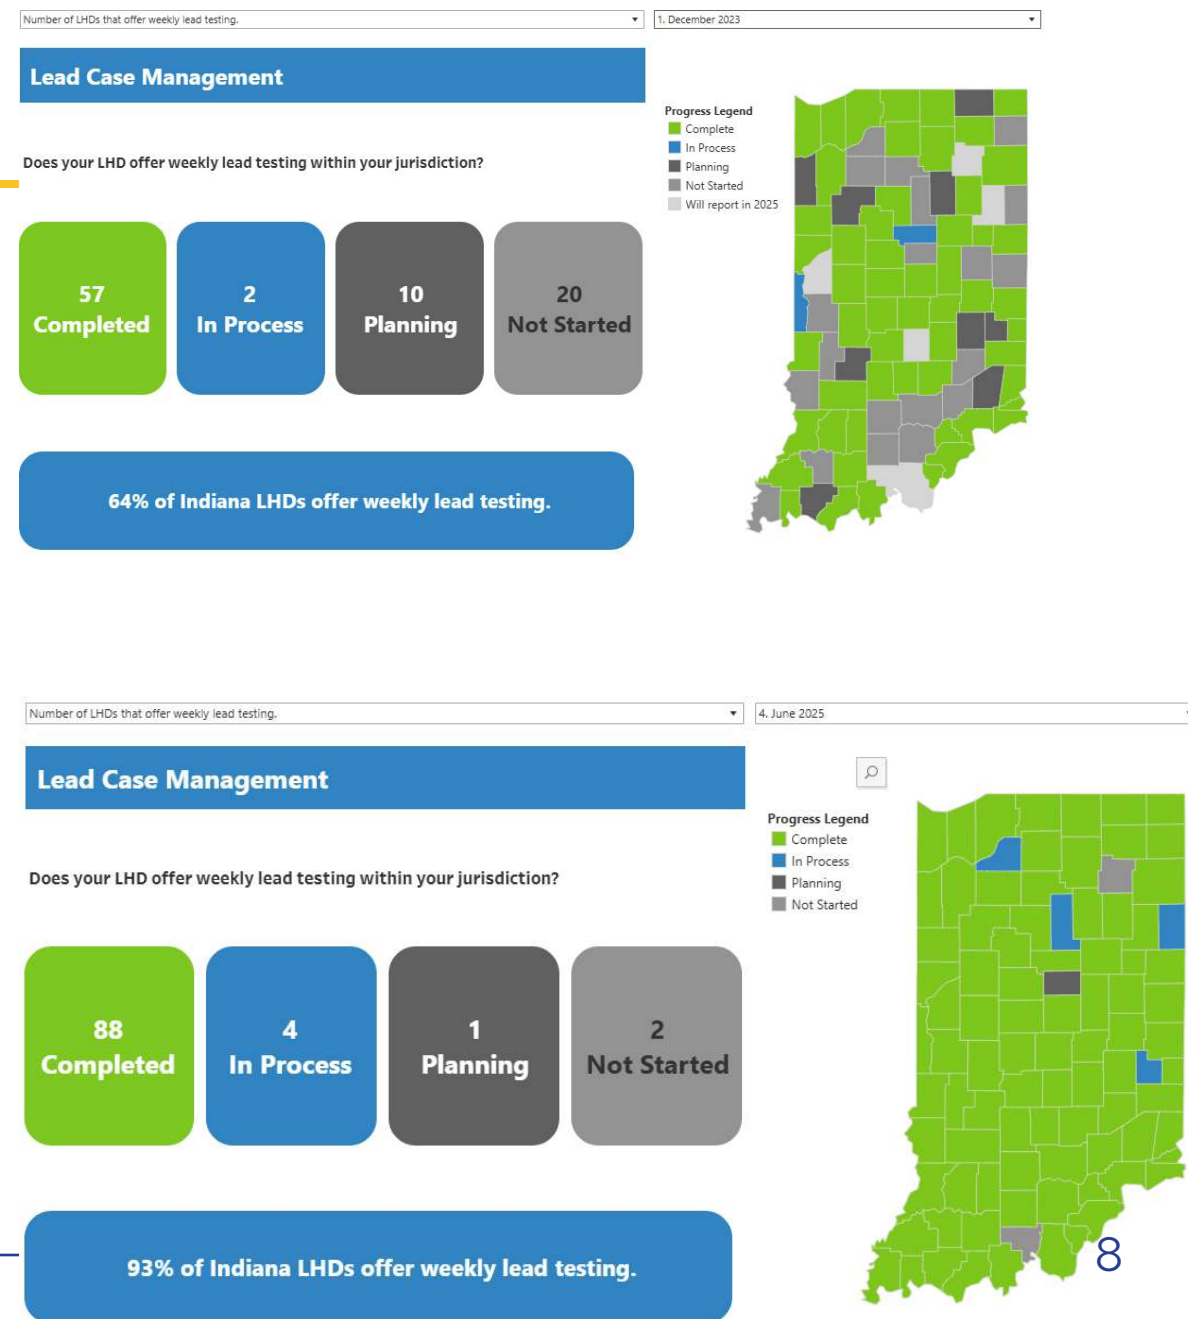 Number of LHDs that offer weekly lead testing.
1. December 2023
Lead Case Management
Progress Legend
Complete
In Process
Planning
Not Started
Will report in 2025
Does your LHD offer weekly lead testing within your jurisdiction?
57
Completed
2
In Process
10
Planning
20
Not Started
64% of Indiana LHDs offer weekly lead testing.
Number of LHDs that offer weekly lead testing.
4. June 2025
Lead Case Management
Progress Legend
Complete
In Process
Planning
Not Started
Does your LHD offer weekly lead testing within your jurisdiction?
88
Completed
4
In Process
1
Planning
2
Not Started
93% of Indiana LHDs offer weekly lead testing.
8